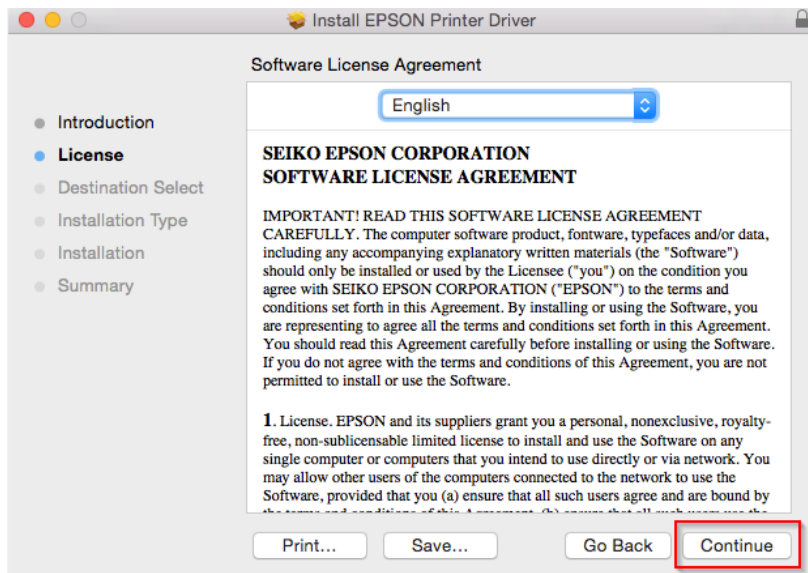 Install EPSON Printer Driver
Software License Agreement
English
Introduction
License
Destination Select
Installation Type
Installation
Summary
SEIKO EPSON CORPORATION
SOFTWARE LICENSE AGREEMENT
IMPORTANT! READ THIS SOFTWARE LICENSE AGREEMENT
CAREFULLY. The computer software product, fontware, typefaces and/or data,
including any accompanying explanatory written materials (the "Software")
should only be installed or used by the Licensee ("you") on the condition you
agree with SEIKO EPSON CORPORATION ("EPSON") to the terms and
conditions set forth in this Agreement. By installing or using the Software, you
are representing to agree all the terms and conditions set forth in this Agreement.
You should read this Agreement carefully before installing or using the Software.
If you do not agree with the terms and conditions of this Agreement, you are not
permitted to install or use the Software.
1. License. EPSON and its suppliers grant you a personal, nonexclusive, royalty-
free, non-sublicensable limited license to install and use the Software on any
single computer or computers that you intend to use directly or via network. You
may allow other users of the computers connected to the network to use the
Software, provided that you (a) ensure that all such users agree and are bound by
Print...
Save...
Go Back
Continue